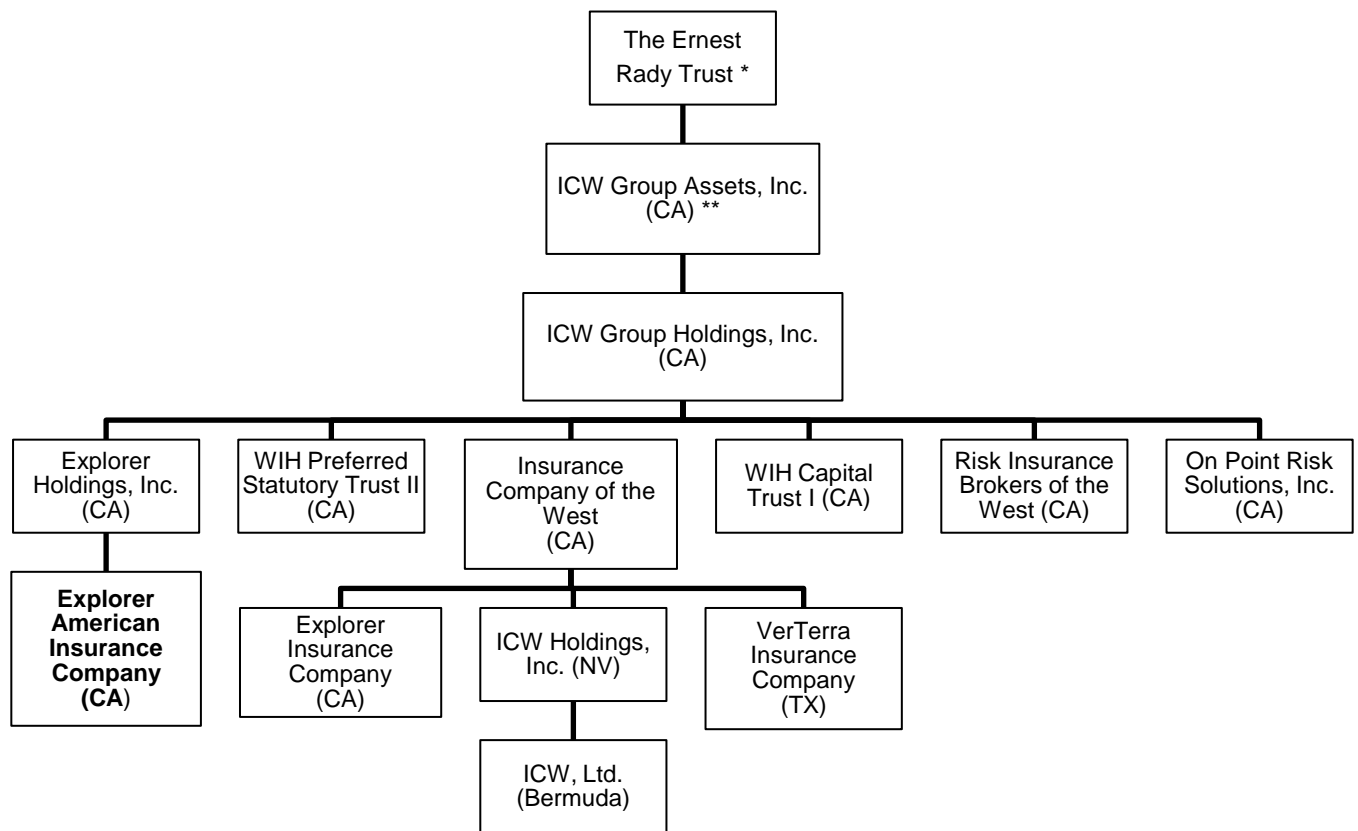 The Ernest
Rady Trust *
ICW Group Assets, Inc.
(CA) **
ICW Group Holdings, Inc.
(CA)
Explorer
Holdings, Inc.
(CA)
WIH Preferred
Statutory Trust II
(CA)
Insurance
Company of the
West
(CA)
WIH Capital
Trust I (CA)
Risk Insurance
Brokers of the
West (CA)
On Point Risk
Solutions, Inc.
(CA)
Explorer
American
Insurance
Company
(CA)
Explorer
Insurance
Company
(CA)
ICW Holdings,
Inc. (NV)
VerTerra
Insurance
Company
(TX)
ICW, Ltd.
(Bermuda)